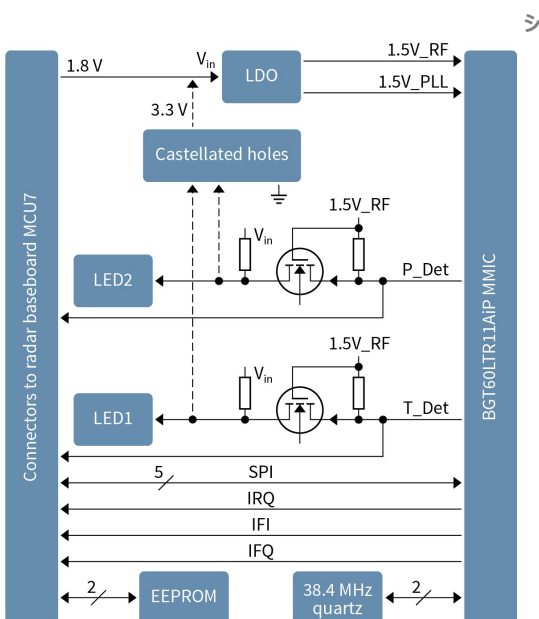 シ
1.8 V
Vin
LDO
1.5V_RF
1.5V_PLL
3.3 V
Castellated holes
1.5V_RF
Vin
LED2
P_Det
1.5V_RF
Vin
LED1
T_Det
5
SPI
IRQ
IFI
IFQ
2
EEPROM
38.4 MHz
quartz
2
Connectors to radar baseboard MCU7
BGT60LTR11AiP MMIC